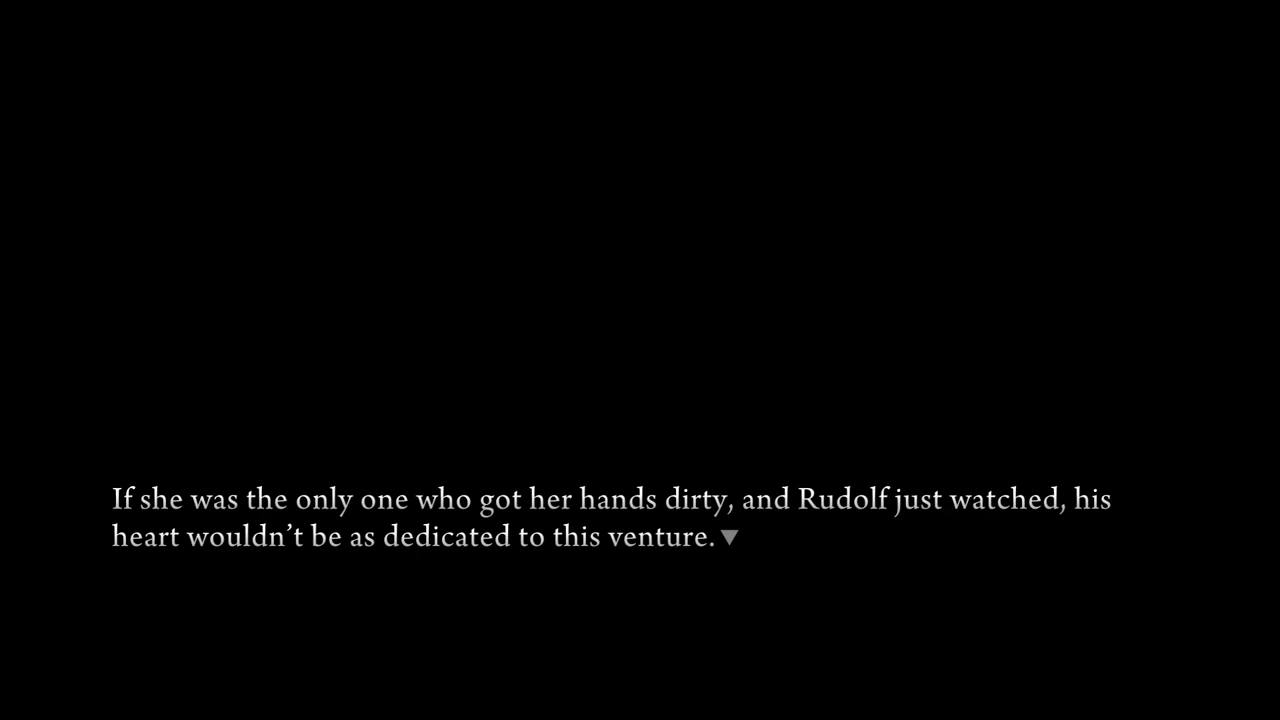 If she was the only one who got her hands dirty, and Rudolf just watched, his
heart wouldn’t be as dedicated to this venture.